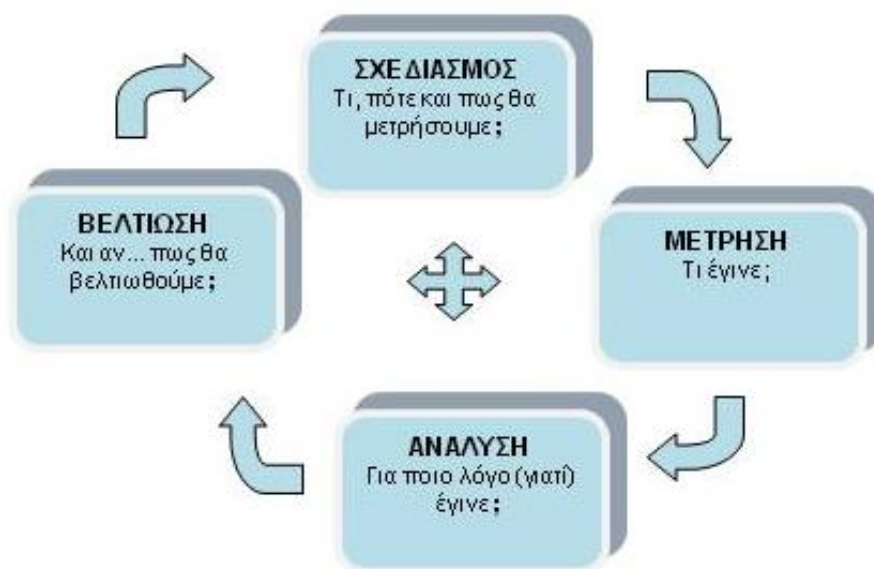 ΣΧΕΔΙΑΣΜΟΣ
Τι, πότε και πως θα
μετρήσουμε;
ΜΕΤΡΗΣΗ
Τι έγινε;
ΑΝΑΛΥΣΗ
Για ποιο λόγο (γιατί)
έγινε;
ΒΕΛΤΙΩΣΗ
Και αν... πως θα
βελτιωθούμε;